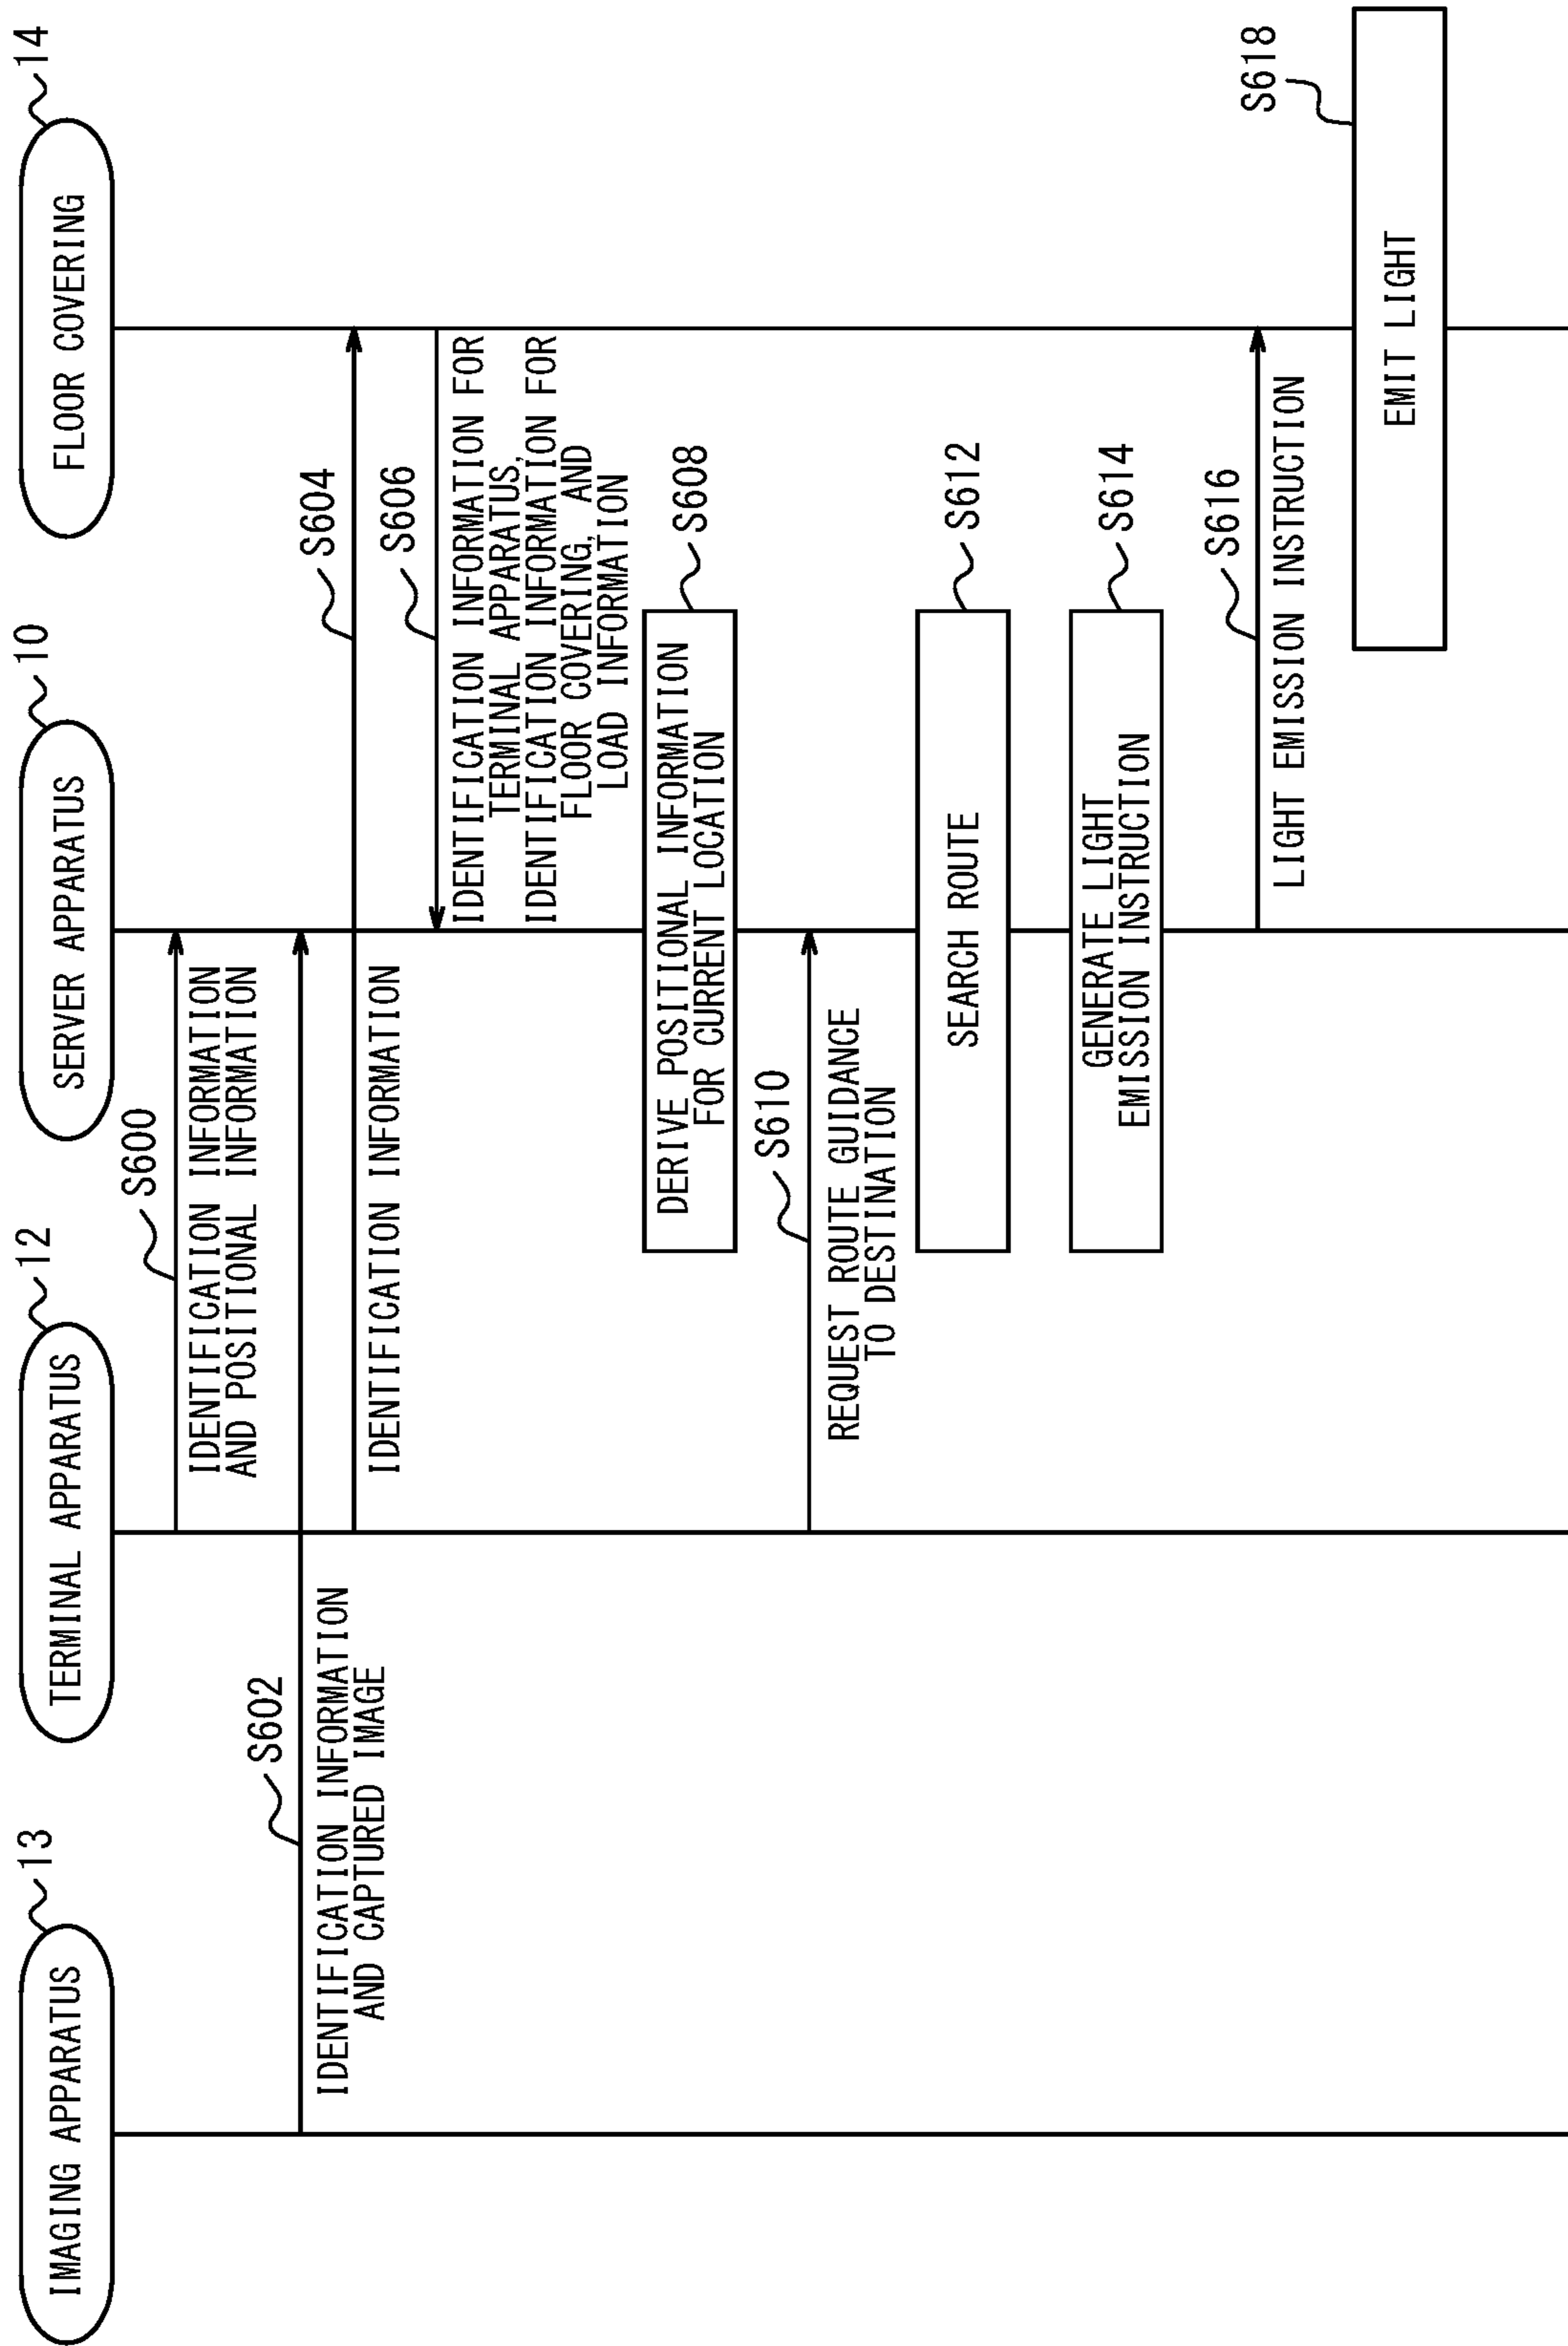 IMAGING APPARATUS
13
TERMINAL APPARATUS
12
SERVER APPARATUS
10
FLOOR COVERING
14
S600
IDENTIFICATION INFORMATION
AND POSITIONAL INFORMATION
S602
IDENTIFICATION INFORMATION
AND CAPTURED IMAGE
S604
IDENTIFICATION INFORMATION
S606
IDENTIFICATION INFORMATION FOR
TERMINAL APPARATUS,
IDENTIFICATION INFORMATION FOR
FLOOR COVERING, AND
LOAD INFORMATION
DERIVE POSITIONAL INFORMATION
FOR CURRENT LOCATION
S608
S610
REQUEST ROUTE GUIDANCE
TO DESTINATION
SEARCH ROUTE
S612
GENERATE LIGHT
EMISSION INSTRUCTION
S614
S616
LIGHT EMISSION INSTRUCTION
S618
EMIT LIGHT